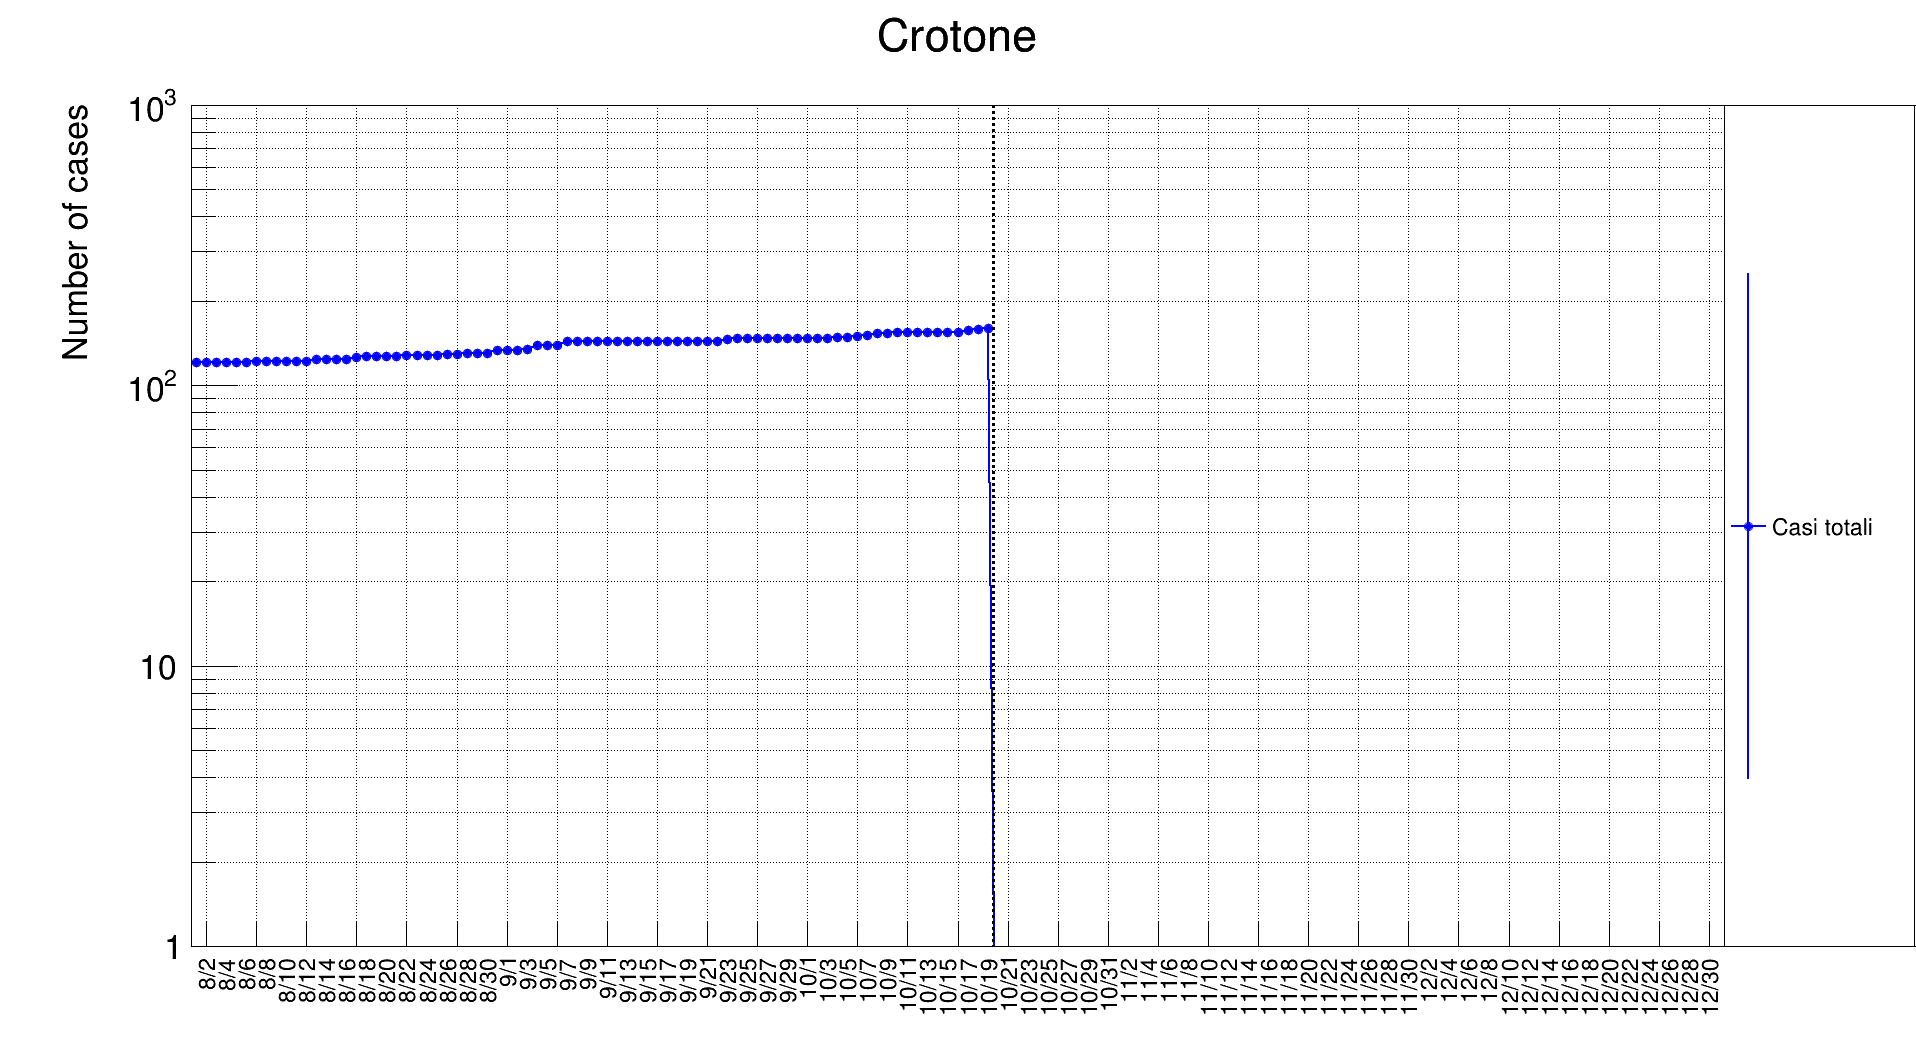 Crotone
Number of cases
10³
10²
10
1
8/2 8/4 8/6 8/8 8/10 8/12 8/14 8/16 8/18 8/20 8/22 8/24 8/26 8/28 8/30 9/1 9/3 9/5 9/7 9/9 9/11 9/13 9/15 9/17 9/19 9/21 9/23 9/25 9/27 9/29 10/1 10/3 10/5 10/7 10/9 10/11 10/13 10/15 10/17 10/19 10/21 10/23 10/25 10/27 10/29 10/31 11/2 11/4 11/6 11/8 11/10 11/12 11/14 11/16 11/18 11/20 11/22 11/24 11/26 11/28 11/30 12/2 12/4 12/6 12/8 12/10 12/12 12/14 12/16 12/18 12/20 12/22 12/24 12/26 12/28 12/30
Casi totali